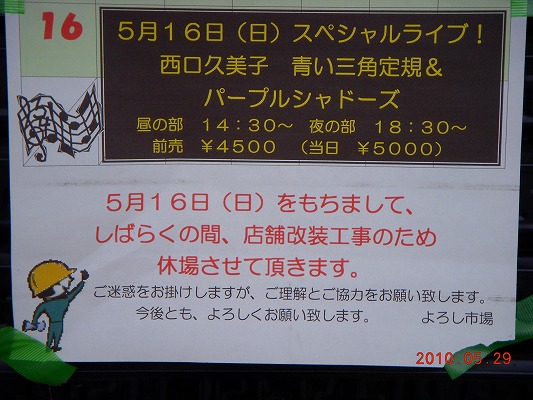 16
5月16日（日）スペシャルライブ！
西口久美子　青い三角定規＆
パープルシャドーズ
昼の部　14：30～　夜の部　18：30～
前売　￥4500　（当日　￥5000）
5月16日（日）をもちまして、
しばらくの間、店舗改装工事のため
休場させて頂きます。
ご迷惑をお掛けしますが、ご理解とご協力をお願い致します。
今後とも、よろしくお願い致します。　　　よろし市場
2010.05.29